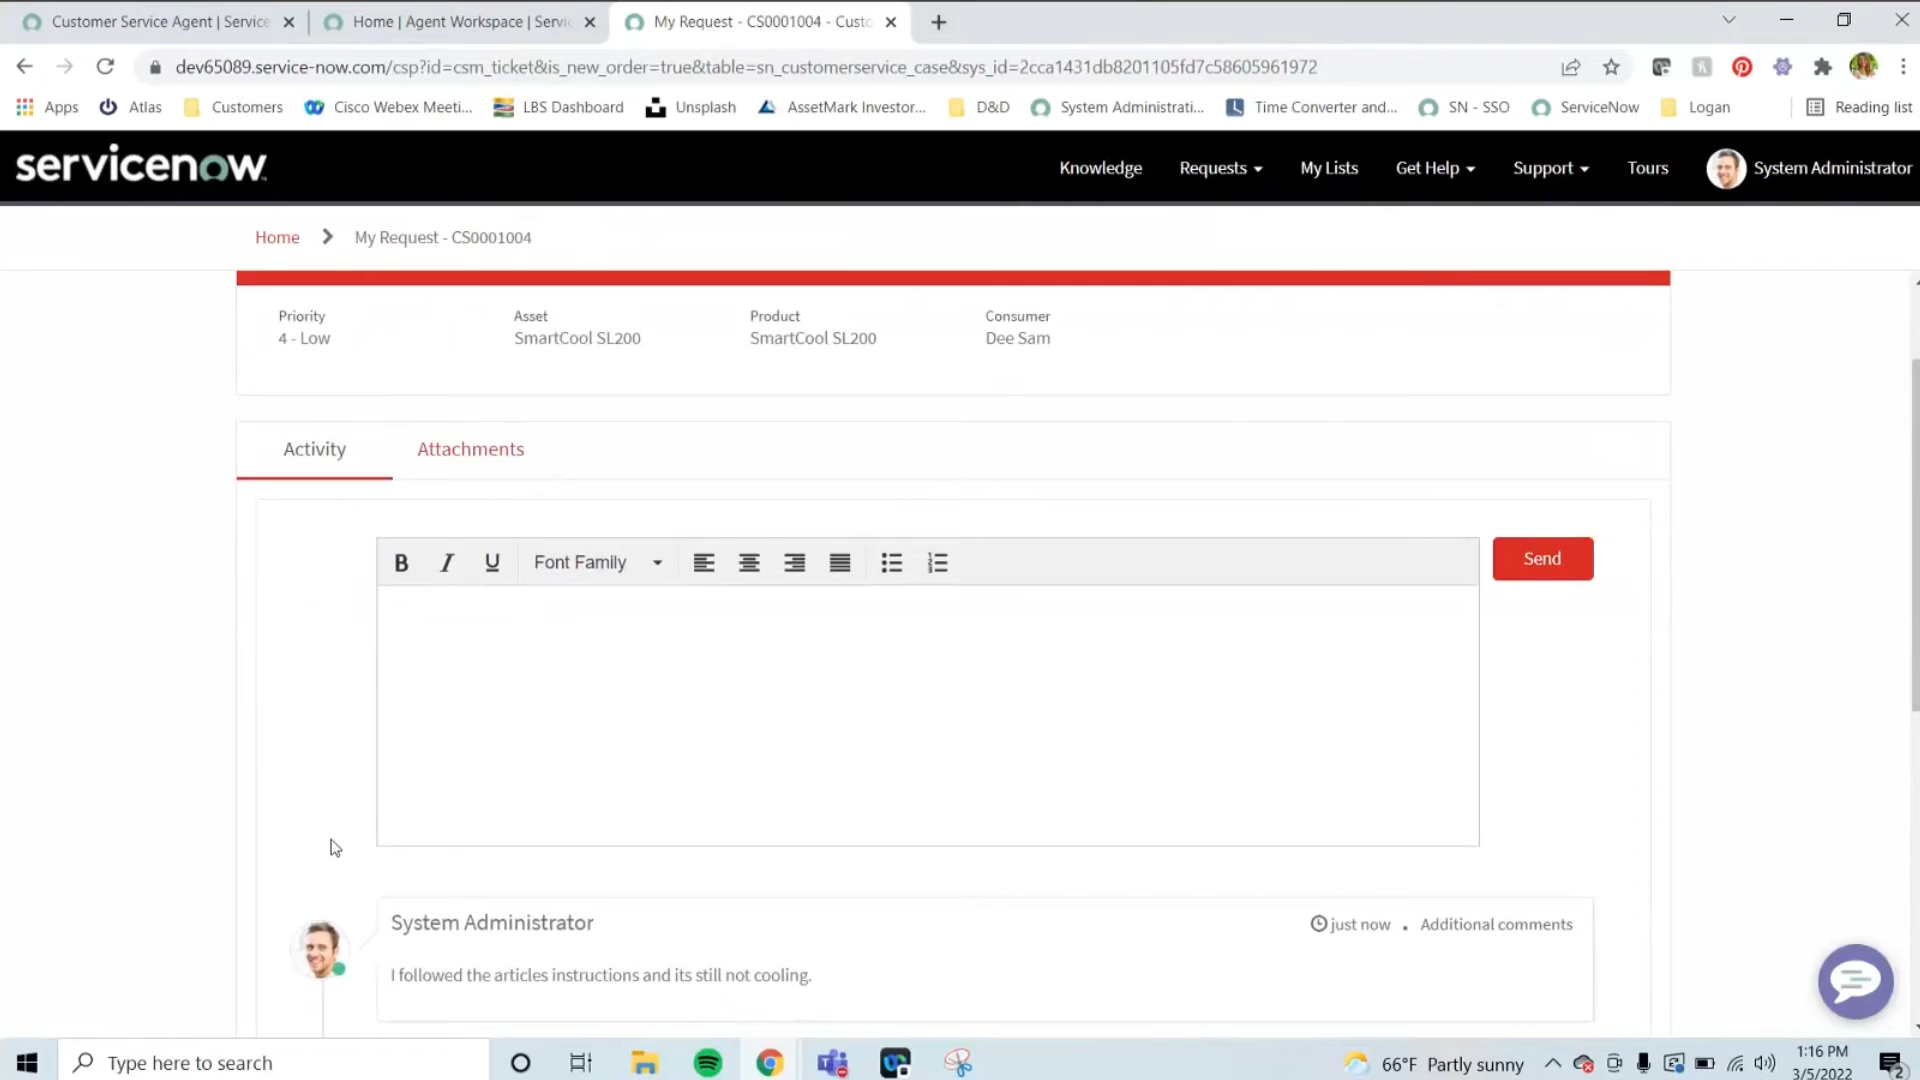 Customer Service Agent | Service
Home | Agent Workspace | Servi
My Request - CS0001004 - Custo
dev65089.service-now.com/csp?id=csm_ticket&is_new_order=true&table=sn_customerservice_case&sys_id=2cca1431db8201105fd7c58605961972
Apps
Atlas
Customers
Cisco Webex Meeti...
LBS Dashboard
Unsplash
AssetMark Investor...
D&D
System Administrati...
Time Converter and...
SN - SSO
ServiceNow
Logan
Reading list
servicenow
Knowledge
Requests
My Lists
Get Help
Support
Tours
System Administrator
Home
My Request - CS0001004
Priority
4 - Low
Asset
SmartCool SL200
Product
SmartCool SL200
Consumer
Dee Sam
Activity
Attachments
B I U Font Family
Send
System Administrator
just now . Additional comments
I followed the articles instructions and its still not cooling.
Type here to search
66°F Partly sunny
1:16 PM
3/5/2022
2